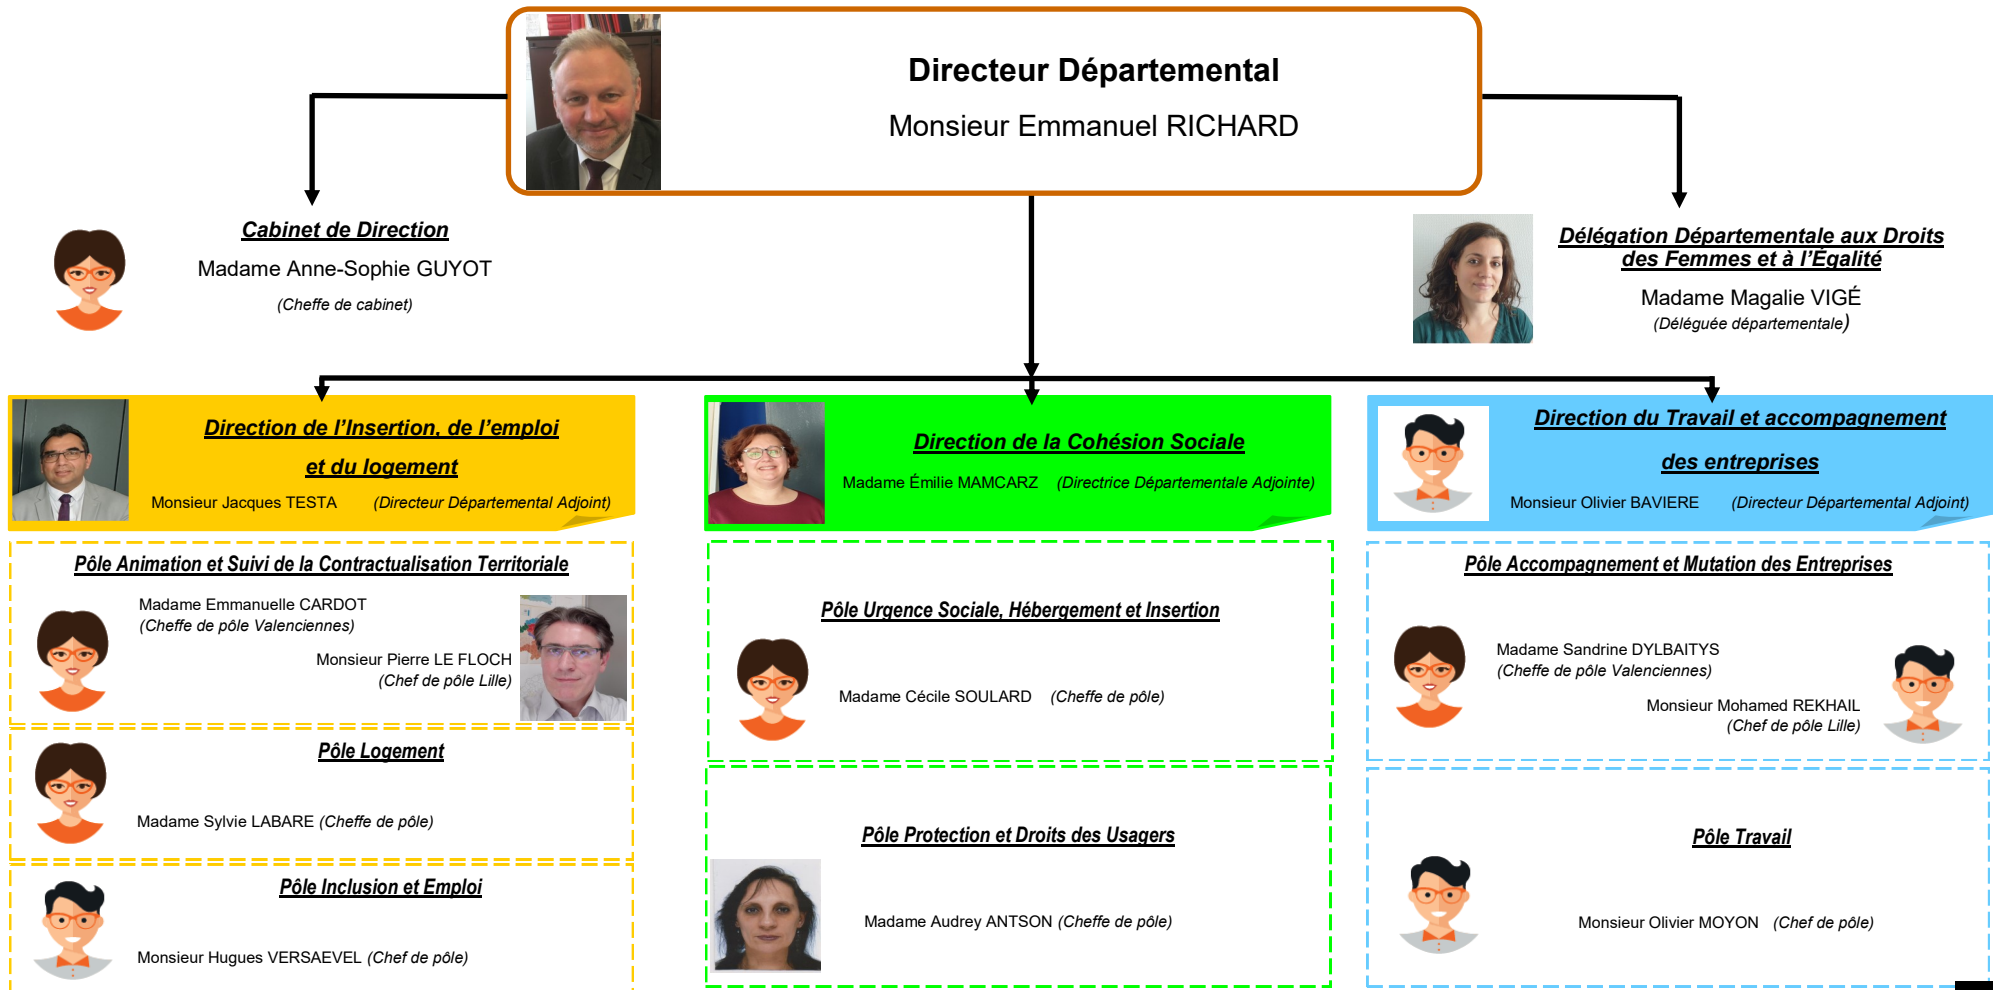 Directeur Départemental
Monsieur Emmanuel RICHARD
Cabinet de Direction
Madame Anne-Sophie GUYOT
(Cheffe de cabinet)
Délégation Départementale aux Droits
des Femmes et à l'Égalité
Madame Magalie VIGÉ
(Déléguée départementale)
Direction de l'Insertion, de l'emploi
et du logement
Monsieur Jacques TESTA (Directeur Départemental Adjoint)
Pôle Animation et Suivi de la Contractualisation Territoriale
Madame Emmanuelle CARDOT
(Cheffe de pôle Valenciennes)
Monsieur Pierre LE FLOCH
(Chef de pôle Lille)
Pôle Logement
Madame Sylvie LABARE (Cheffe de pôle)
Pôle Inclusion et Emploi
Monsieur Hugues VERSAEVEL (Chef de pôle)
Direction de la Cohésion Sociale
Madame Émilie MAMCARZ (Directrice Départementale Adjointe)
Pôle Urgence Sociale, Hébergement et Insertion
Madame Cécile SOULARD (Cheffe de pôle)
Pôle Protection et Droits des Usagers
Madame Audrey ANTSON (Cheffe de pôle)
Direction du Travail et accompagnement
des entreprises
Monsieur Olivier BAVIERE (Directeur Départemental Adjoint)
Pôle Accompagnement et Mutation des Entreprises
Madame Sandrine DYLBAITYS
(Cheffe de pôle Valenciennes)
Monsieur Mohamed REKHAIL
(Chef de pôle Lille)
Pôle Travail
Monsieur Olivier MOYON (Chef de pôle)